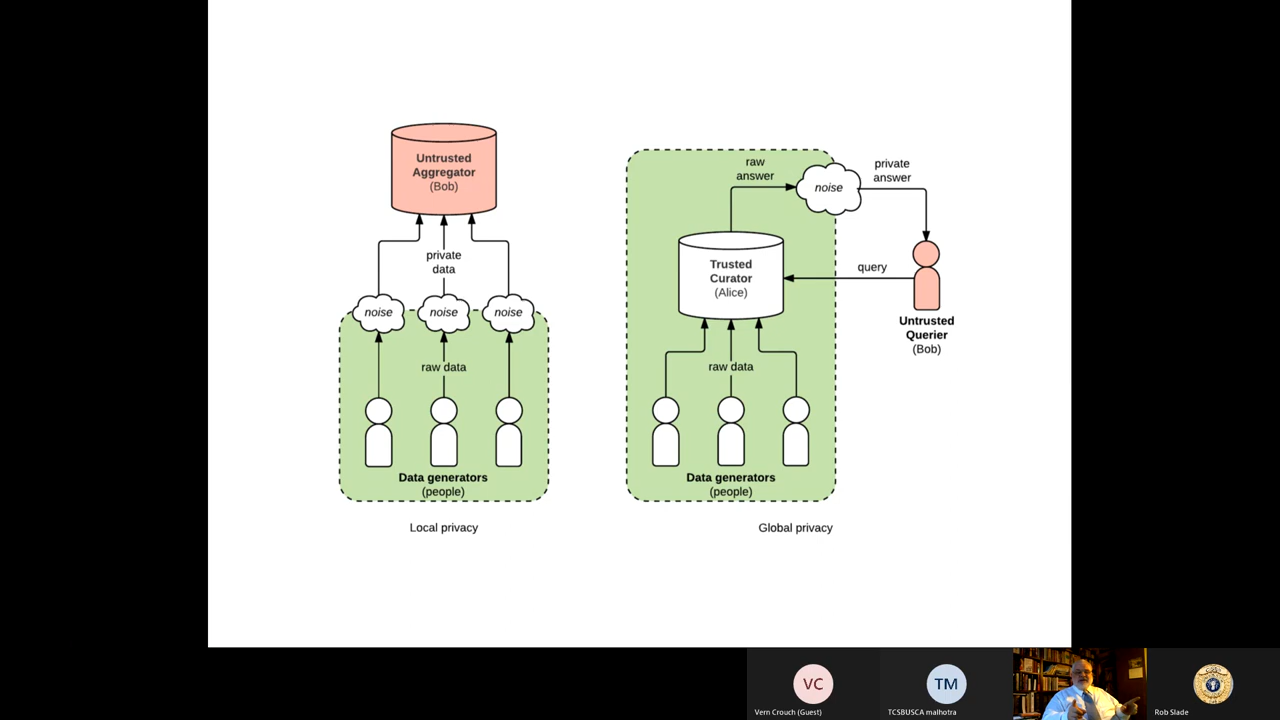 Untrusted
Aggregator
(Bob)
private
data
noise
noise
noise
raw data
Data generators
(people)
Local privacy
raw
answer
noise
private
answer
Trusted
Curator
(Alice)
query
Untrusted
Querier
(Bob)
raw data
Data generators
(people)
Global privacy
VC
Vern Crouch (Guest)
TM
TCSBUSCA malhotra
Rob Slade